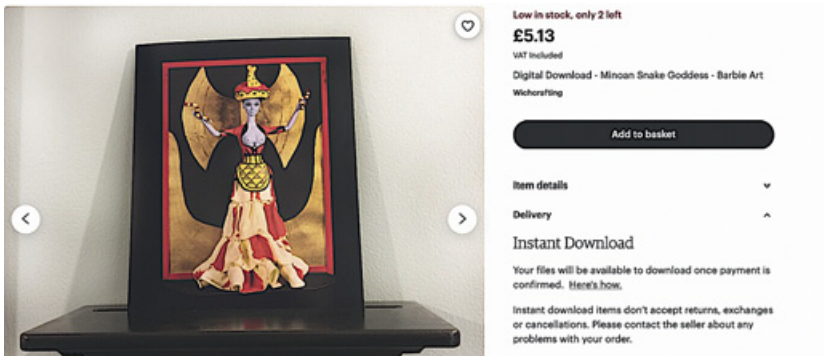 Low in stock, only 2 left
£5.13
VAT Included
Digital Download - Minoan Snake Goddess - Barbie Art
Wichcrafting
Add to basket
Item details
Delivery
Instant Download
Your files will be available to download once payment is
confirmed. Here's how.
Instant download items don't accept returns, exchanges
or cancellations. Please contact the seller about any
problems with your order.